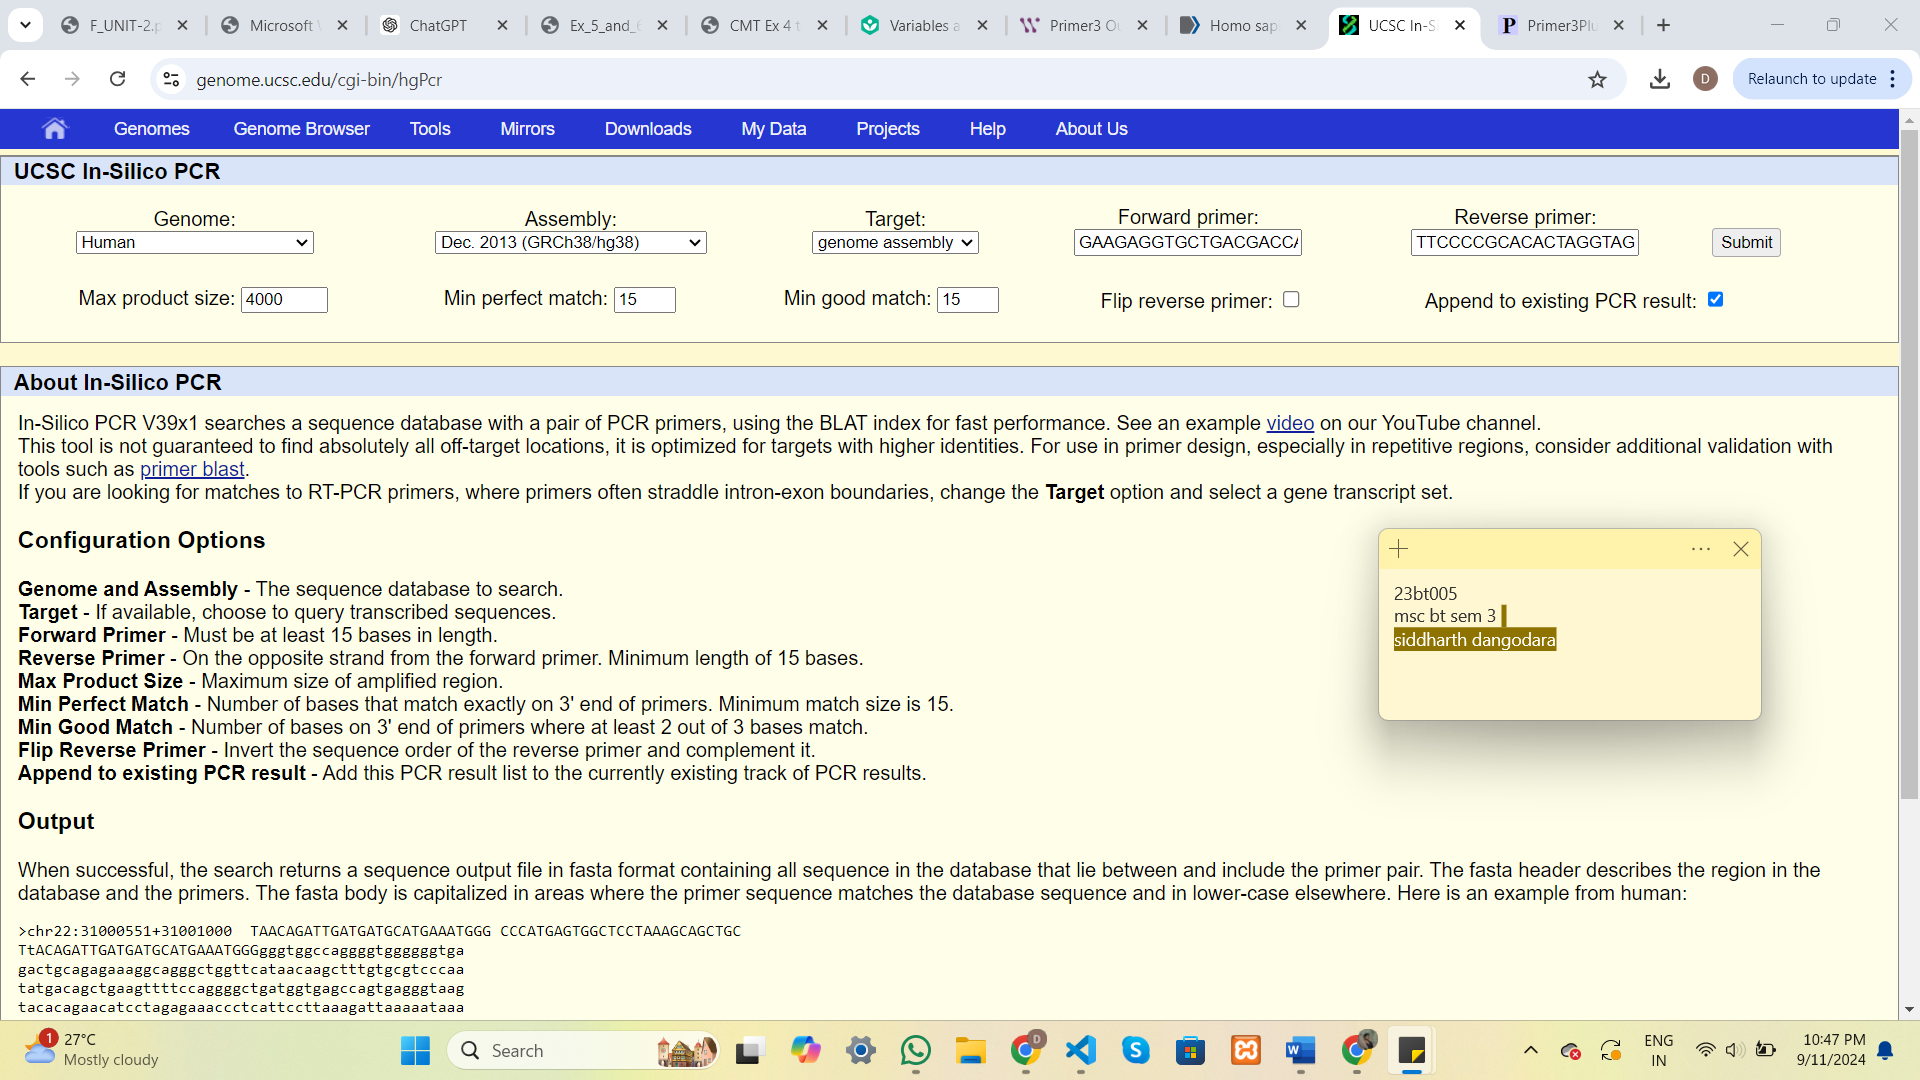 F_UNIT-2.p
Microsoft
ChatGPT
Ex_5_and_
CMT Ex 4 t
Variables a
Primer3 Ou
Homo sap
UCSC In-S
Primer3Plu
genome.ucsc.edu/cgi-bin/hgPcr
D
Relaunch to update
Genomes Genome Browser Tools Mirrors Downloads My Data Projects Help About Us
UCSC In-Silico PCR
Genome: Assembly: Target: Forward primer: Reverse primer:
Human Dec. 2013 (GRCh38/hg38) genome assembly GAAGAGGTGCTGACGACC TTCCCCGCACACTAGGTAG Submit
Max product size: 4000 Min perfect match: 15 Min good match: 15 Flip reverse primer: Append to existing PCR result:
About In-Silico PCR
In-Silico PCR V39x1 searches a sequence database with a pair of PCR primers, using the BLAT index for fast performance. See an example video on our YouTube channel.
This tool is not guaranteed to find absolutely all off-target locations, it is optimized for targets with higher identities. For use in primer design, especially in repetitive regions, consider additional validation with
tools such as primer blast.
If you are looking for matches to RT-PCR primers, where primers often straddle intron-exon boundaries, change the Target option and select a gene transcript set.
Configuration Options
Genome and Assembly - The sequence database to search.
Target - If available, choose to query transcribed sequences.
Forward Primer - Must be at least 15 bases in length.
Reverse Primer - On the opposite strand from the forward primer. Minimum length of 15 bases.
Max Product Size - Maximum size of amplified region.
Min Perfect Match - Number of bases that match exactly on 3' end of primers. Minimum match size is 15.
Min Good Match - Number of bases on 3' end of primers where at least 2 out of 3 bases match.
Flip Reverse Primer - Invert the sequence order of the reverse primer and complement it.
Append to existing PCR result - Add this PCR result list to the currently existing track of PCR results.
23bt005
msc bt sem 3
siddharth dangodara
Output
When successful, the search returns a sequence output file in fasta format containing all sequence in the database that lie between and include the primer pair. The fasta header describes the region in the
database and the primers. The fasta body is capitalized in areas where the primer sequence matches the database sequence and in lower-case elsewhere. Here is an example from human:
>chr22:31000551+31001000 TAACAGATTGATGATGCATGAAATGGG CCCATGAGTGGCTCCTAAAGCAGCTGC
TtACAGATTGATGATGCATGAAATGGGgggtggccaggggtggggggtga
gactgcagagaaaggcagggctggttcataacaagctttgtgcgtcccaa
tatgacagctgaagttttccaggggctgatggtgagccagtgagggtaag
tacacagaacatcctagagaaaccctcattccttaaagattaaaaataaa
1
27°C
Mostly cloudy
Search
D
ENG
IN
10:47 PM
9/11/2024